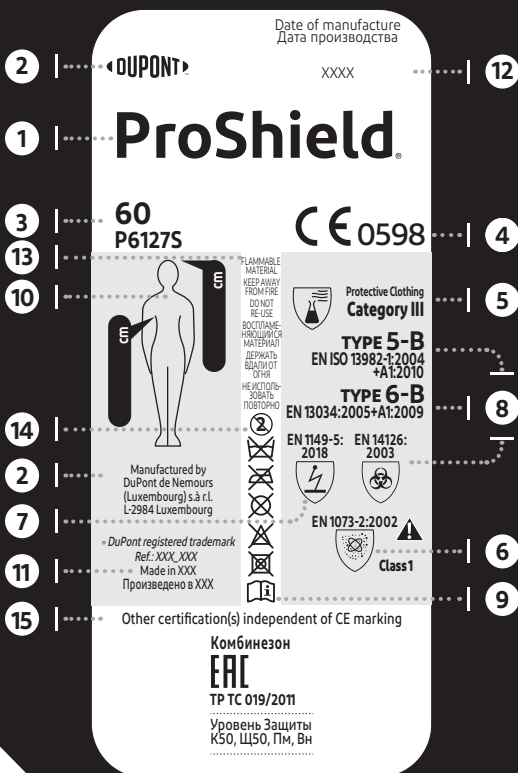 Date of manufacture
Дата производства
2
DUPONT
XXXX
12
1
ProShield®
3
60
P6127S
CE 0598
4
13
10
cm
cm
FLAMMABLE
MATERIAL
KEEP AWAY
FROM FIRE
DO NOT
RE-USE
ВОСПЛАМЕ-
НЯЮЩИЙСЯ
МАТЕРИАЛ
ДЕРЖАТЬ
ВДАЛИ ОТ
ОГНЯ
НЕ ИСПОЛЬ-
ЗОВАТЬ
ПОВТОРНО
2
Protective Clothing
Category III
5
TYPE 5-B
EN ISO 13982-1:2004
+A1:2010
TYPE 6-B
EN 13034:2005+A1:2009
8
14
EN 1149-5:
2018
EN 14126:
2003
2
Manufactured by
DuPont de Nemours
(Luxembourg) s.à r.l.
L-2984 Luxembourg
7
EN 1073-2:2002
Class 1
6
® DuPont registered trademark
Ref.: XXX_XXX
11
Made in XXX
Произведено в XXX
i
9
15
Other certification(s) independent of CE marking
Комбинезон
EAC
ТР ТС 019/2011
Уровень Защиты
К50, Щ50, Пм, Вн